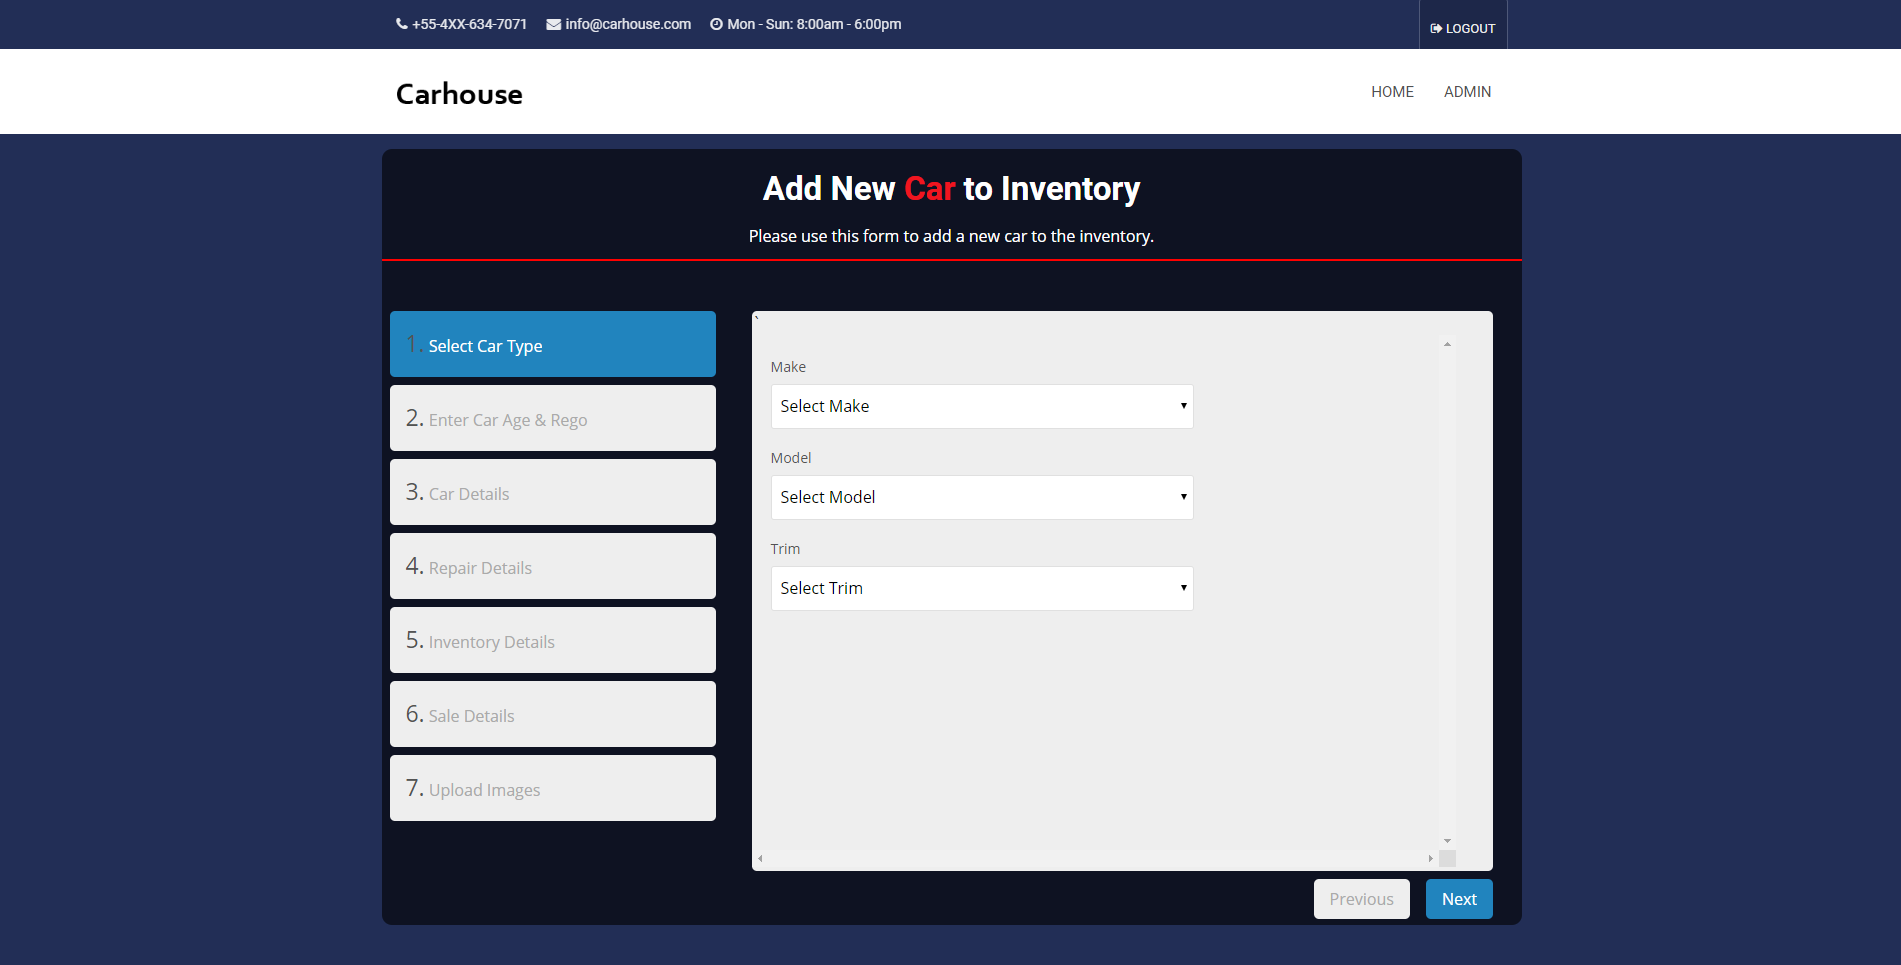 +55-4XX-634-7071 info@carhouse.com Mon - Sun: 8:00am - 6:00pm LOGOUT
Carhouse HOME ADMIN
Add New Car to Inventory
Please use this form to add a new car to the inventory.
1. Select Car Type
2. Enter Car Age & Rego
3. Car Details
4. Repair Details
5. Inventory Details
6. Sale Details
7. Upload Images
`
Make
Select Make
Model
Select Model
Trim
Select Trim
Previous Next